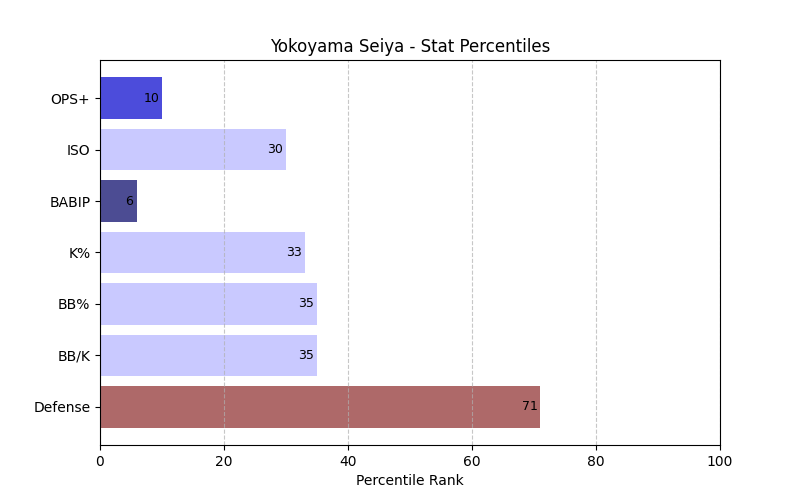 Yokoyama Seiya - Stat Percentiles
OPS+ 10
ISO 30
BABIP 6
K% 33
BB% 35
BB/K 35
Defense 71
0 20 40 60 80 100
Percentile Rank